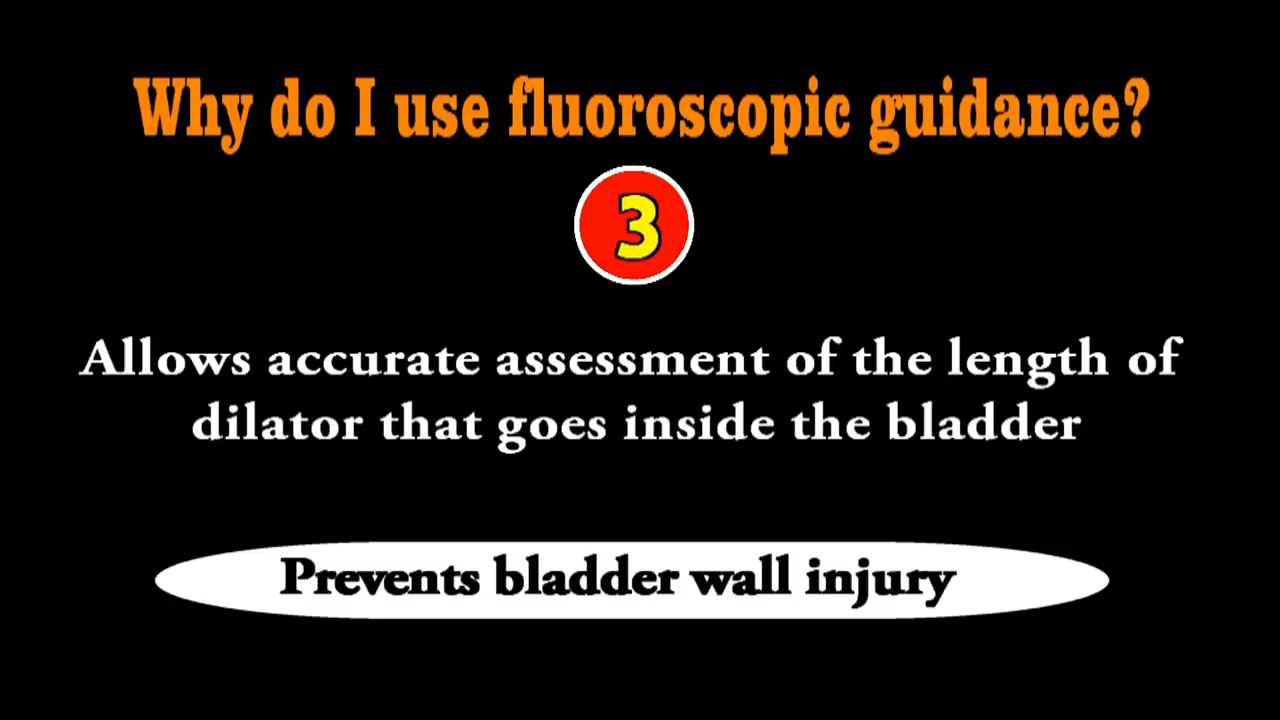 Why do I use fluoroscopic guidance?
3
Allows accurate assessment of the length of
dilator that goes inside the bladder
Prevents bladder wall injury